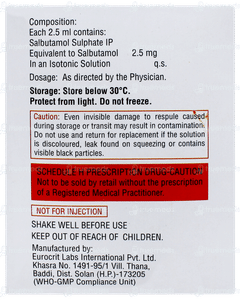 Composition:
Each 2.5 ml contains:
Salbutamol Sulphate IP
Equivalent to Salbutamol 2.5 mg
In an Isotonic Solution q.s.
Dosage: As directed by the Physician.
Storage: Store below 30°C.
Protect from light. Do not freeze.
Caution: Even invisible damage to respule caused
during storage or transit may result in contamination.
Do not use and return for replacement if the solution
is discoloured, leak found on squeezing or contains
visible black particles.
SCHEDULE H PRESCRIPTION DRUG-CAUTION
Not to be sold by retail without the prescription
of a Registered Medical Practitioner.
NOT FOR INJECTION
SHAKE WELL BEFORE USE
KEEP OUT OF REACH OF CHILDREN.
Manufactured by:
Eurocrit Labs International Pvt. Ltd.
Khasra No. 1491-95/1 Vill. Thana,
Baddi, Dist. Solan (H.P.)-173205
(WHO-GMP Compliance Unit)